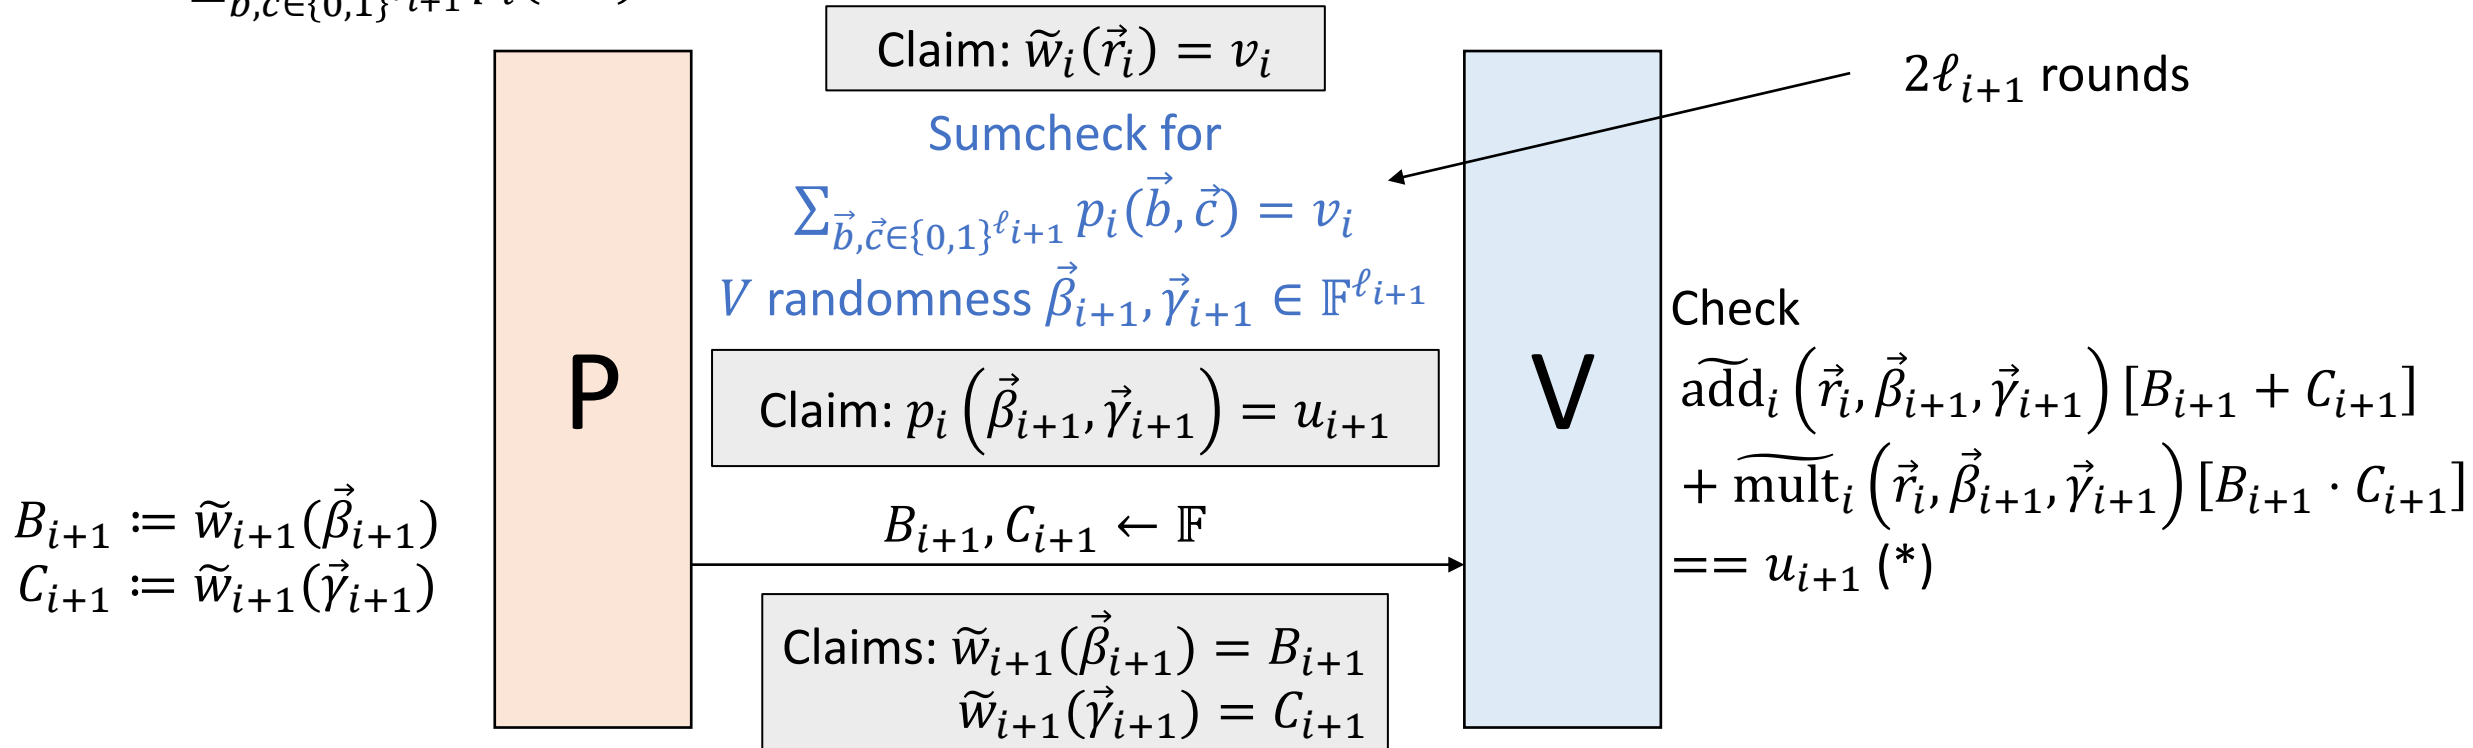 Claim: w̃ᵢ(r⃗ᵢ) = vᵢ
2ℓᵢ₊₁ rounds
Sumcheck for
∑_{b⃗,c⃗∈{0,1}^{ℓᵢ₊₁}} pᵢ(b⃗, c⃗) = vᵢ
V randomness β⃗ᵢ₊₁, γ⃗ᵢ₊₁ ∈ 𝔽^{ℓᵢ₊₁}
P
V
Claim: pᵢ(β⃗ᵢ₊₁, γ⃗ᵢ₊₁) = uᵢ₊₁
Check
a͠ddᵢ(r⃗ᵢ, β⃗ᵢ₊₁, γ⃗ᵢ₊₁)[Bᵢ₊₁ + Cᵢ₊₁]
+ m͠ultᵢ(r⃗ᵢ, β⃗ᵢ₊₁, γ⃗ᵢ₊₁)[Bᵢ₊₁ · Cᵢ₊₁]
== uᵢ₊₁ (*)
Bᵢ₊₁ ≔ w̃ᵢ₊₁(β⃗ᵢ₊₁)
Cᵢ₊₁ ≔ w̃ᵢ₊₁(γ⃗ᵢ₊₁)
Bᵢ₊₁, Cᵢ₊₁ ← 𝔽
Claims: w̃ᵢ₊₁(β⃗ᵢ₊₁) = Bᵢ₊₁
w̃ᵢ₊₁(γ⃗ᵢ₊₁) = Cᵢ₊₁